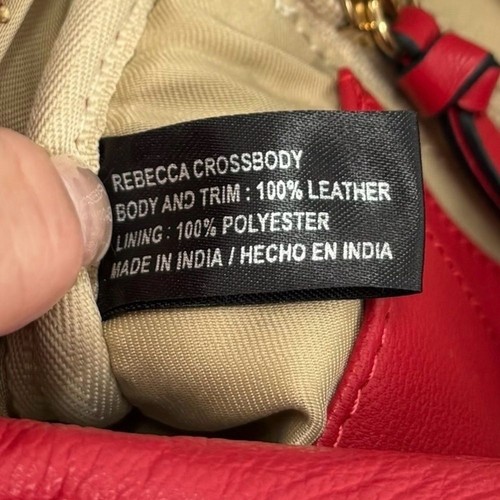 REBECCA CROSSBODY
BODY AND TRIM : 100% LEATHER
LINING : 100% POLYESTER
MADE IN INDIA / HECHO EN INDIA